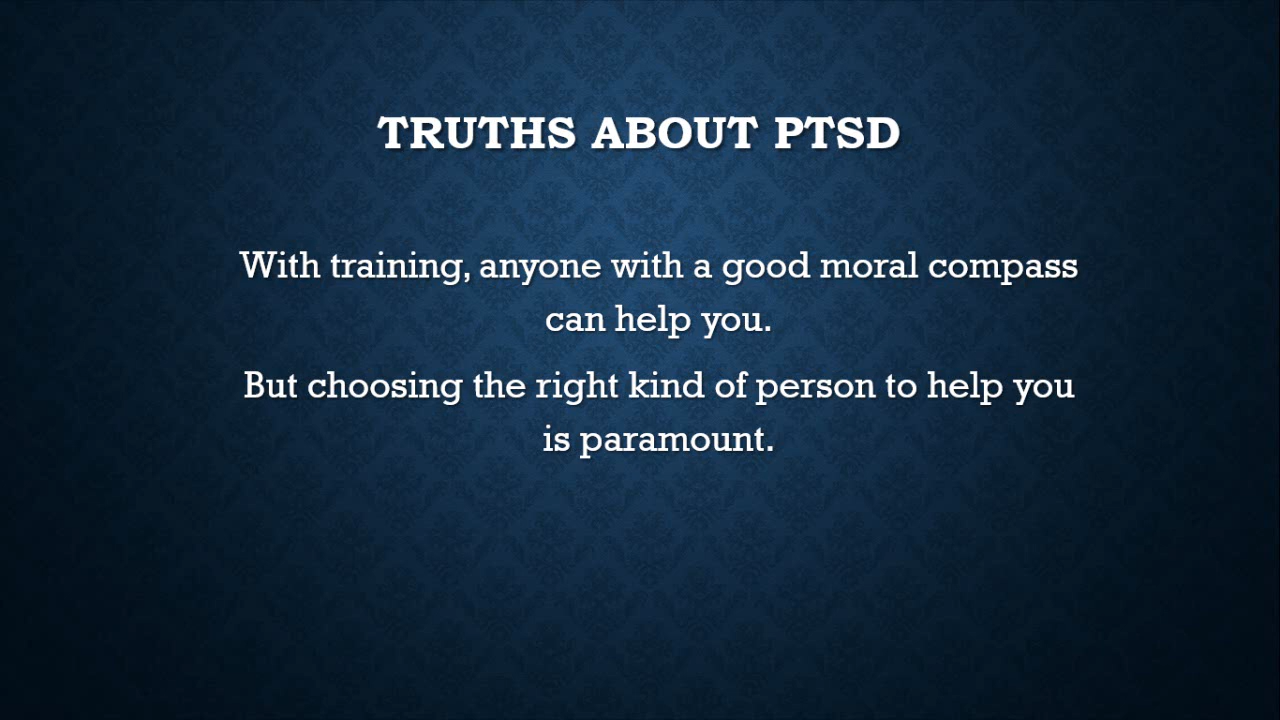 TRUTHS ABOUT PTSD
With training, anyone with a good moral compass
can help you.
But choosing the right kind of person to help you
is paramount.